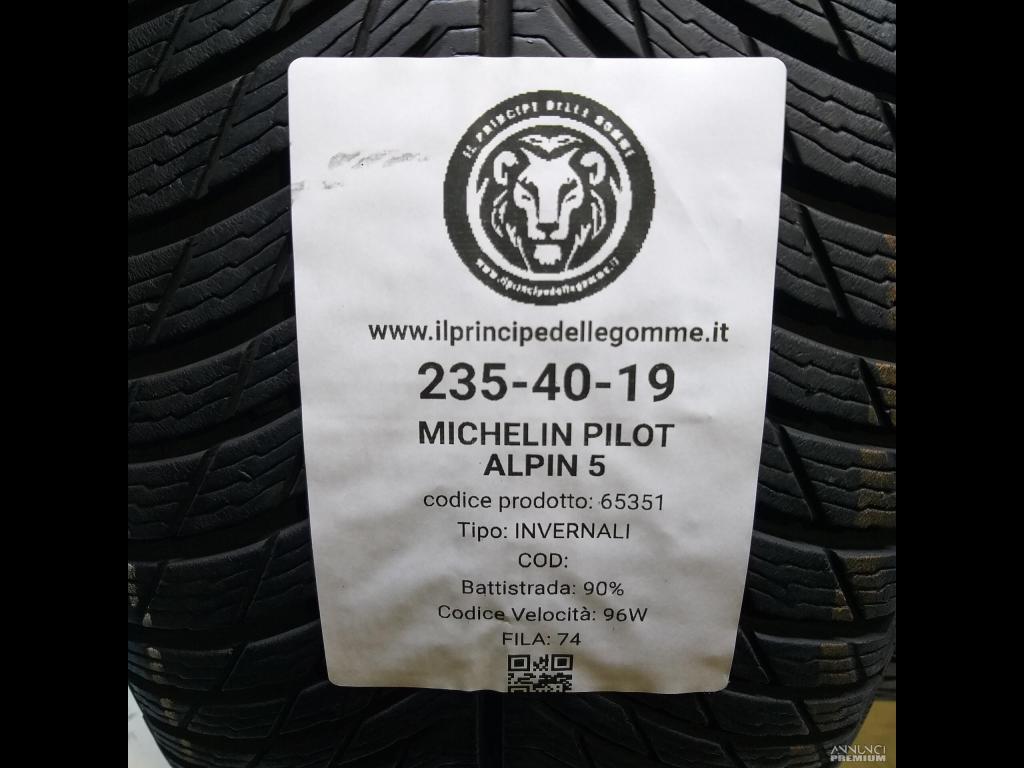 IL PRINCIPE DELLE GOMME
www.ilprincipedellegomme.it
www.ilprincipedellegomme.it
235-40-19
MICHELIN PILOT
ALPIN 5
codice prodotto: 65351
Tipo: INVERNALI
COD:
Battistrada: 90%
Codice Velocità: 96W
FILA: 74
ANNUNCI
PREMIUM